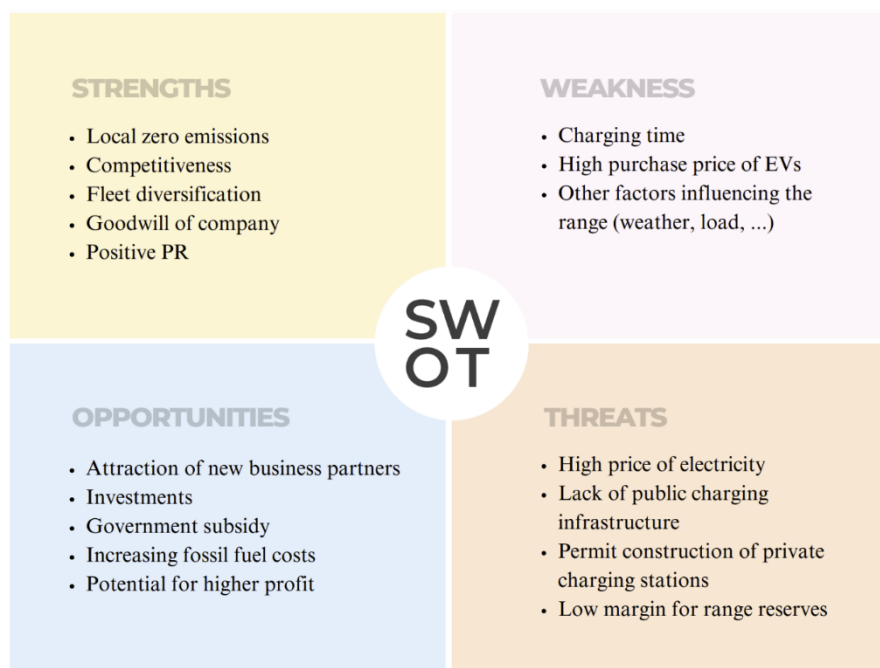 STRENGTHS
• Local zero emissions
• Competitiveness
• Fleet diversification
• Goodwill of company
• Positive PR
WEAKNESS
• Charging time
• High purchase price of EVs
• Other factors influencing the
range (weather, load, ...)
SW
OT
OPPORTUNITIES
• Attraction of new business partners
• Investments
• Government subsidy
• Increasing fossil fuel costs
• Potential for higher profit
THREATS
• High price of electricity
• Lack of public charging
infrastructure
• Permit construction of private
charging stations
• Low margin for range reserves